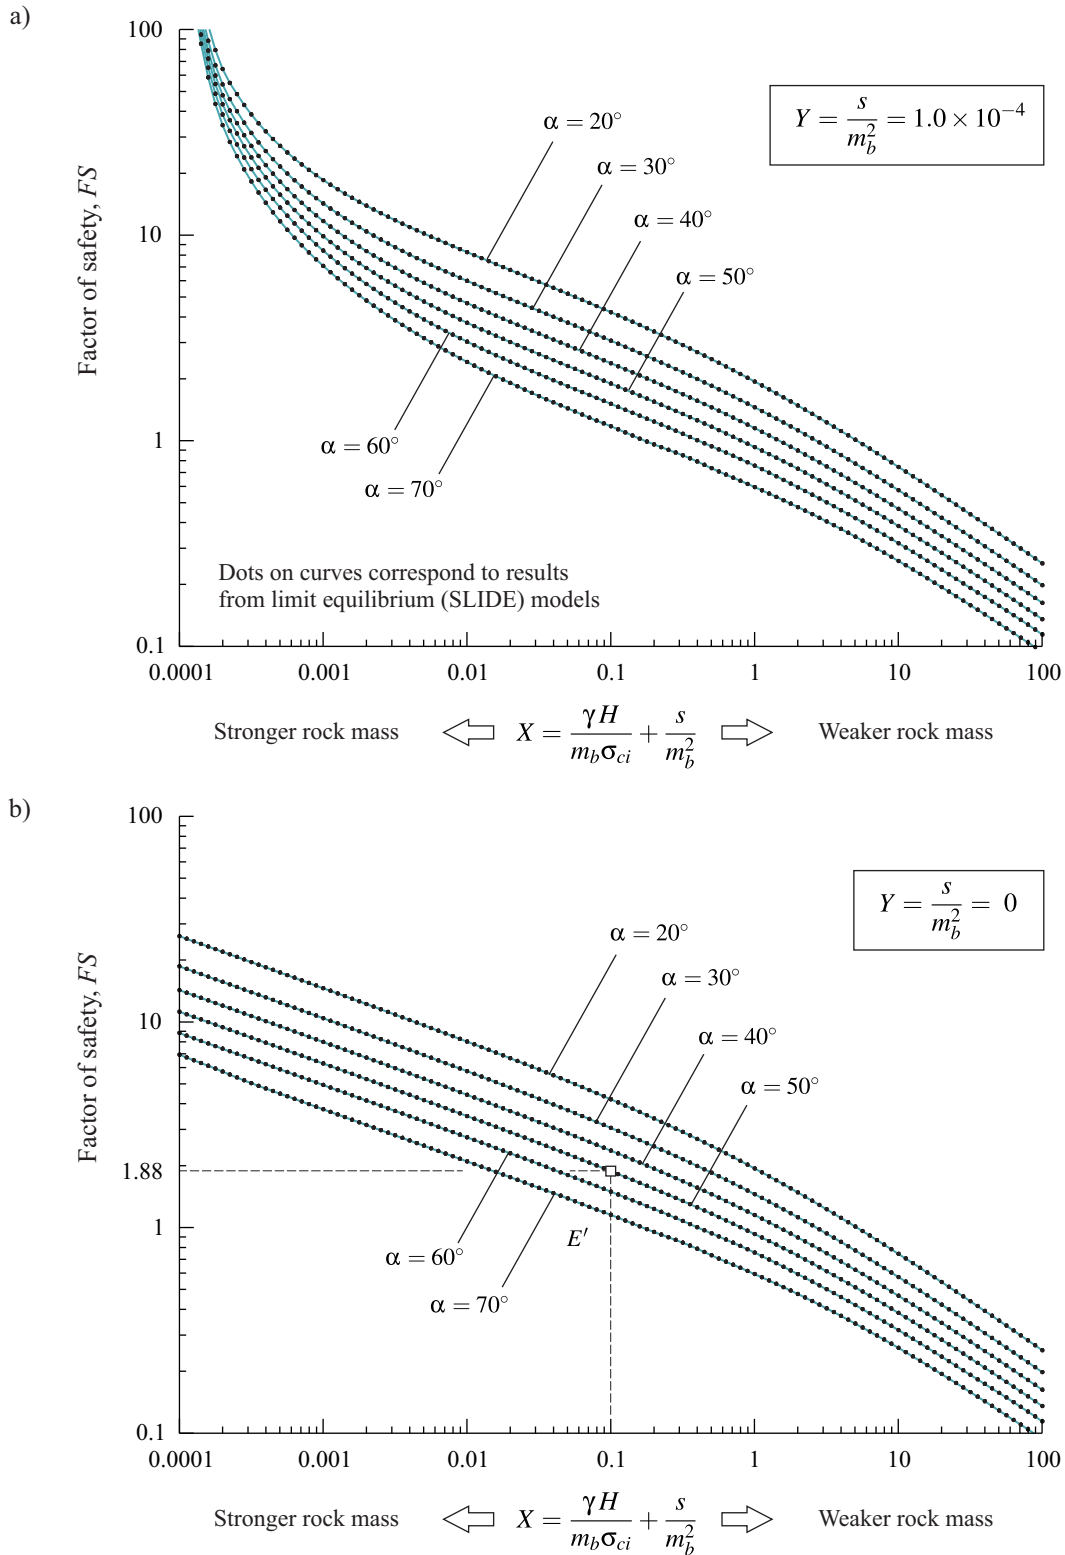 a)
100
10
1
0.1
Factor of safety, FS
Y = s / m_b^2 = 1.0 × 10^−4
α = 20°
α = 30°
α = 40°
α = 50°
α = 60°
α = 70°
Dots on curves correspond to results
from limit equilibrium (SLIDE) models
0.0001 0.001 0.01 0.1 1 10 100
Stronger rock mass X = γH / m_b σ_ci + s / m_b^2 Weaker rock mass
b)
100
10
1.88
1
0.1
Factor of safety, FS
Y = s / m_b^2 = 0
α = 20°
α = 30°
α = 40°
α = 50°
E′
α = 60°
α = 70°
0.0001 0.001 0.01 0.1 1 10 100
Stronger rock mass X = γH / m_b σ_ci + s / m_b^2 Weaker rock mass